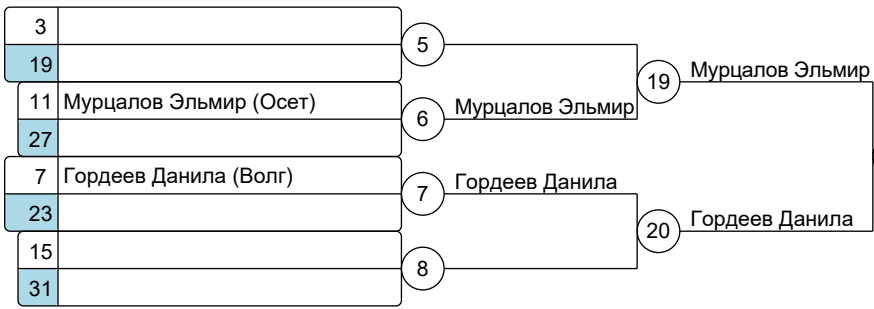 3
19
5
11 Мурцалов Эльмир (Осет)
27
6
Мурцалов Эльмир
19
Мурцалов Эльмир
7 Гордеев Данила (Волг)
23
7
Гордеев Данила
15
31
8
20
Гордеев Данила